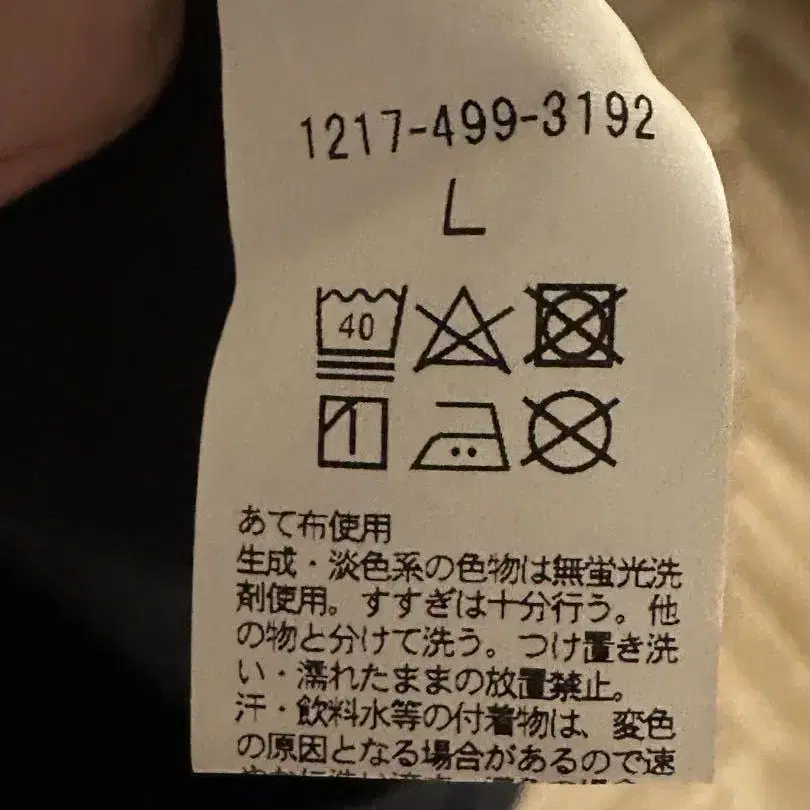 1217-499-3192
L
40
あて布使用
生成・淡色系の色物は無蛍光洗
剤使用。すすぎは十分行う。他
の物と分けて洗う。つけ置き洗
い・濡れたままの放置禁止。
汗・飲料水等の付着物は、変色
の原因となる場合があるので速